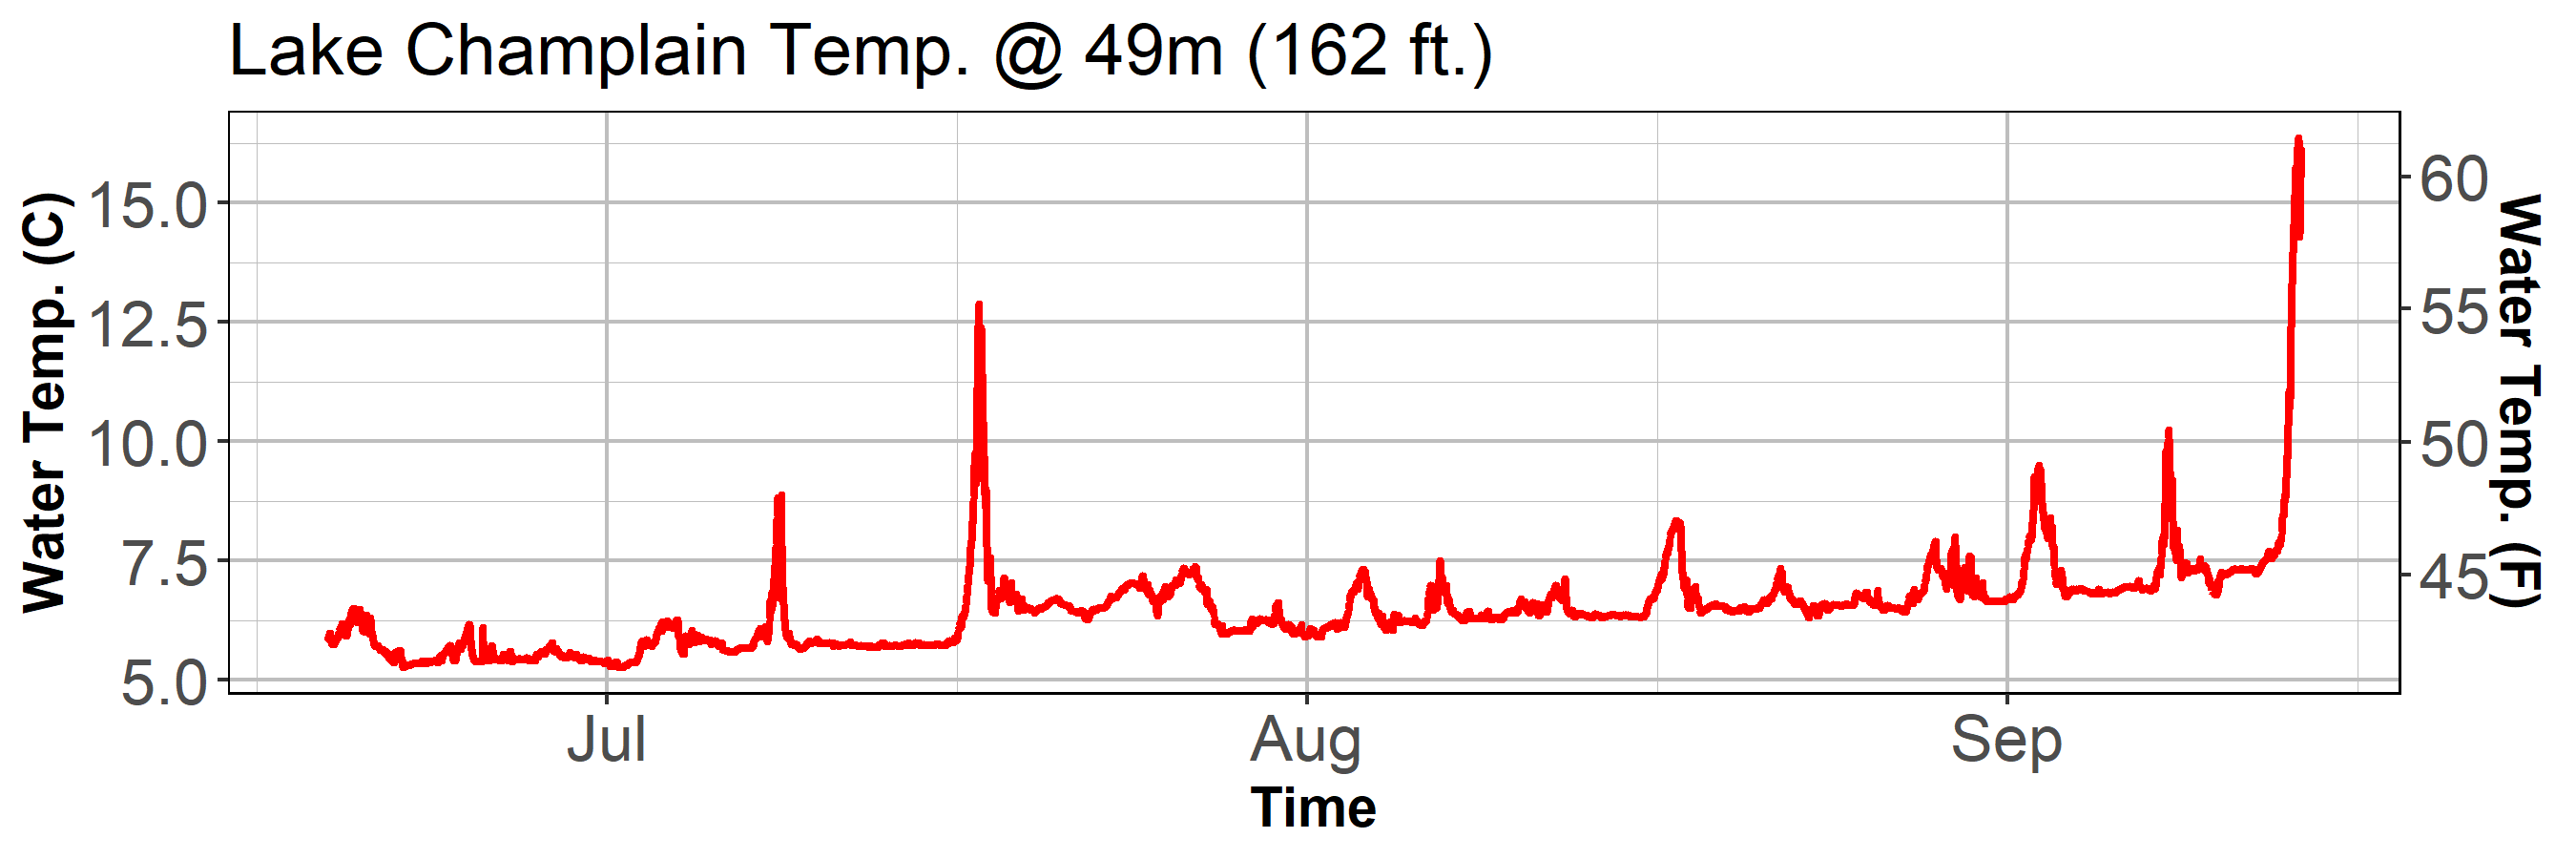 Lake Champlain Temp. @ 49m (162 ft.)
Water Temp. (C)
15.0
12.5
10.0
7.5
5.0
60
55
50
45
Water Temp. (F)
Jul
Aug
Sep
Time